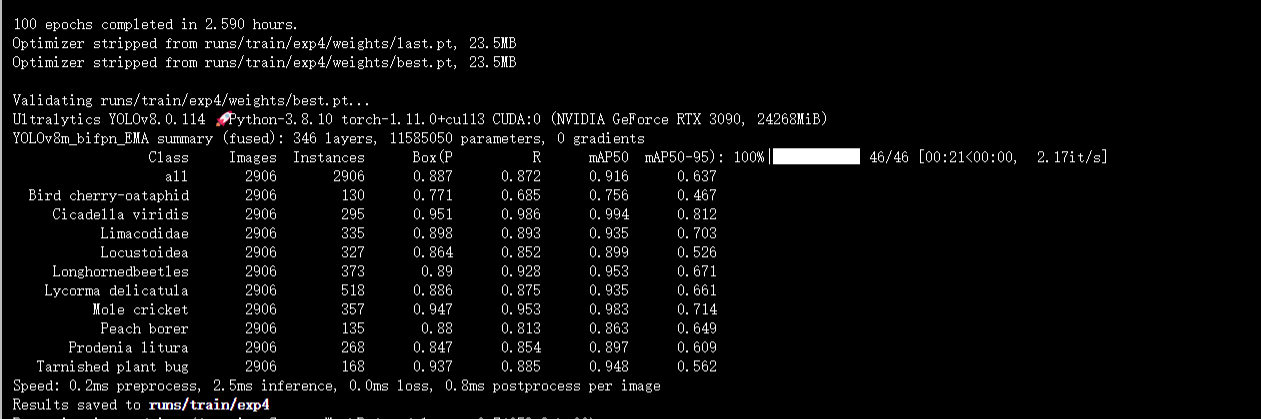 100 epochs completed in 2.590 hours.
Optimizer stripped from runs/train/exp4/weights/last.pt, 23.5MB
Optimizer stripped from runs/train/exp4/weights/best.pt, 23.5MB
Validating runs/train/exp4/weights/best.pt...
Ultralytics YOLOv8.0.114 🚀Python-3.8.10 torch-1.11.0+cu113 CUDA:0 (NVIDIA GeForce RTX 3090, 24268MiB)
YOLOv8m_bifpn_EMA summary (fused): 346 layers, 11585050 parameters, 0 gradients
Class Images Instances Box(P R mAP50 mAP50-95): 100%| 46/46 [00:21<00:00, 2.17it/s]
all 2906 2906 0.887 0.872 0.916 0.637
Bird cherry-oataphid 2906 130 0.771 0.685 0.756 0.467
Cicadella viridis 2906 295 0.951 0.986 0.994 0.812
Limacodidae 2906 335 0.898 0.893 0.935 0.703
Locustoidea 2906 327 0.864 0.852 0.899 0.526
Longhornedbeetles 2906 373 0.89 0.928 0.953 0.671
Lycorma delicatula 2906 518 0.886 0.875 0.935 0.661
Mole cricket 2906 357 0.947 0.953 0.983 0.714
Peach borer 2906 135 0.88 0.813 0.863 0.649
Prodenia litura 2906 268 0.847 0.854 0.897 0.609
Tarnished plant bug 2906 168 0.937 0.885 0.948 0.562
Speed: 0.2ms preprocess, 2.5ms inference, 0.0ms loss, 0.8ms postprocess per image
Results saved to runs/train/exp4